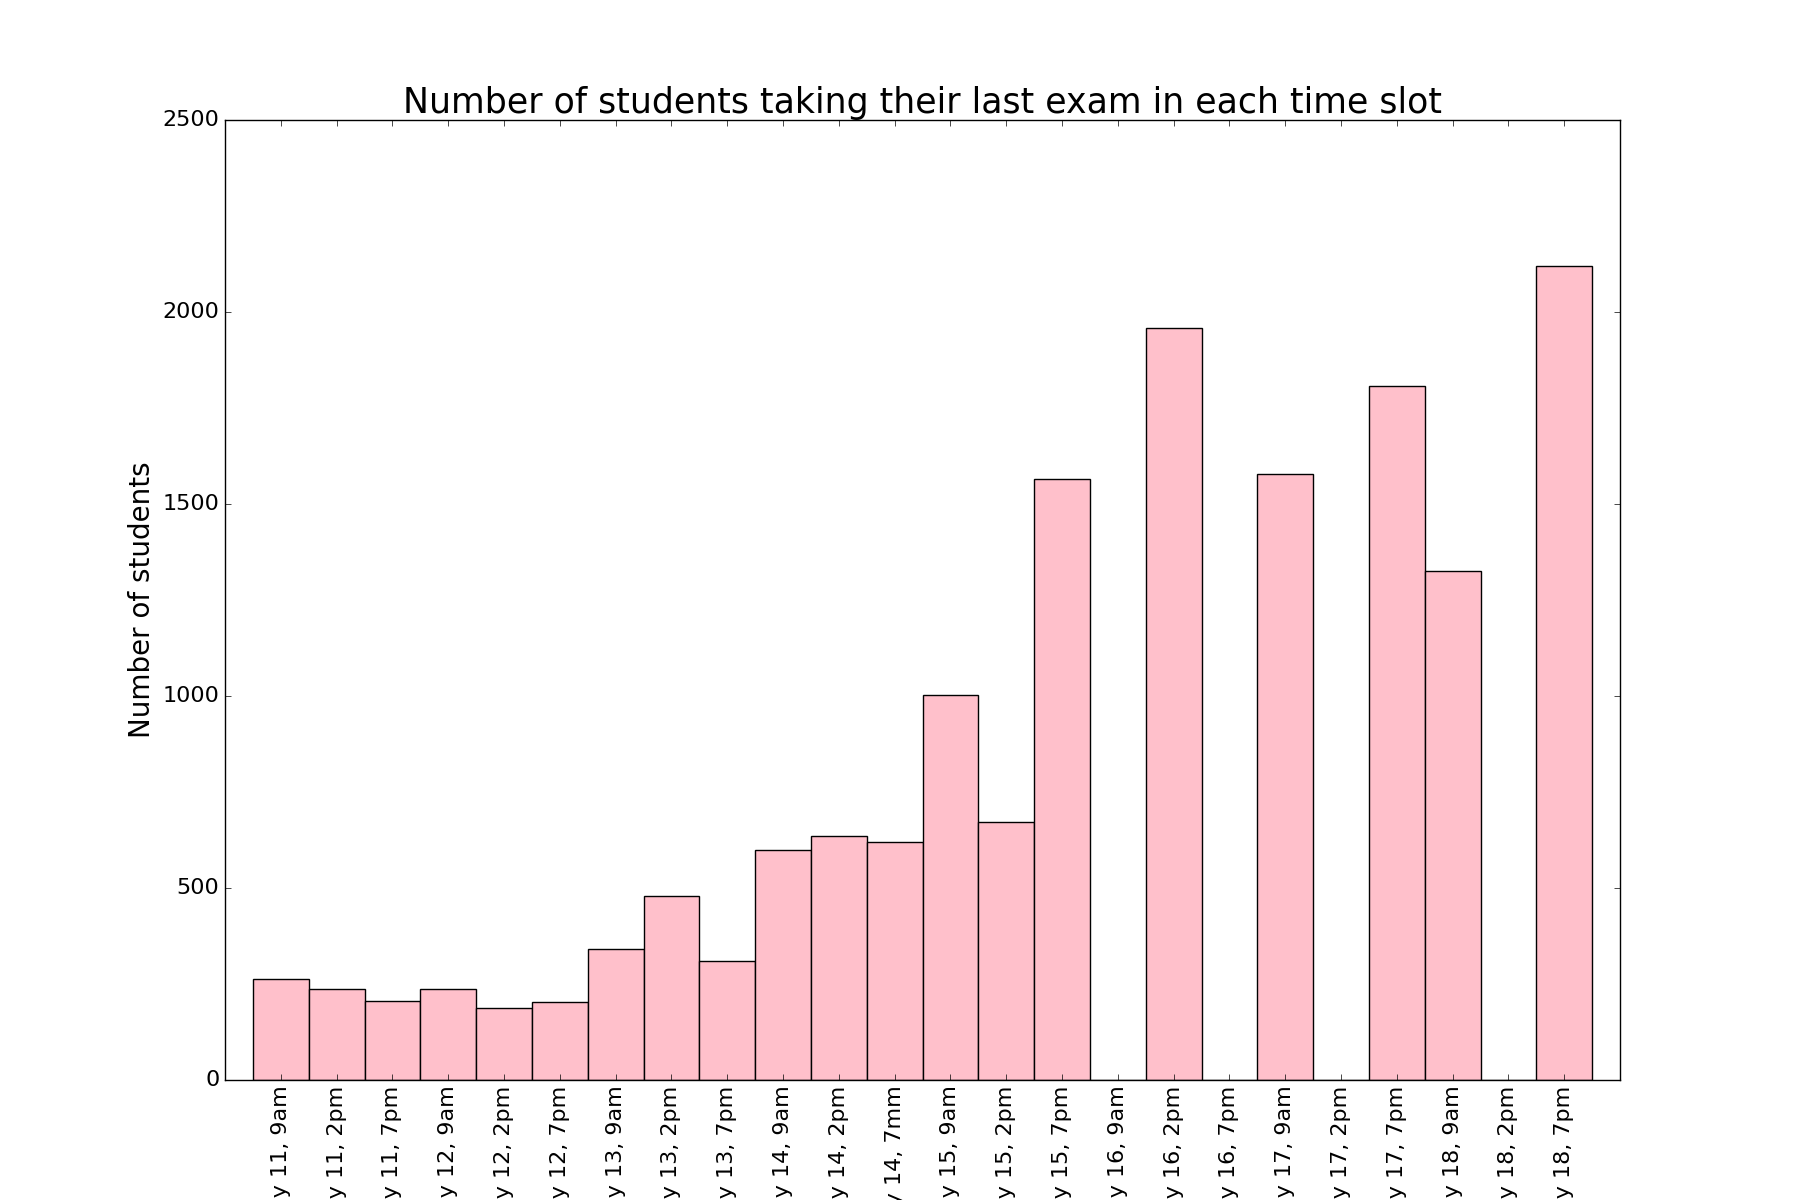 Number of students taking their last exam in each time slot
Number of students
2500
2000
1500
1000
500
0
y 11, 9am
y 11, 2pm
y 11, 7pm
y 12, 9am
y 12, 2pm
y 12, 7pm
y 13, 9am
y 13, 2pm
y 13, 7pm
y 14, 9am
y 14, 2pm
y 14, 7mm
y 15, 9am
y 15, 2pm
y 15, 7pm
y 16, 9am
y 16, 2pm
y 16, 7pm
y 17, 9am
y 17, 2pm
y 17, 7pm
y 18, 9am
y 18, 2pm
y 18, 7pm